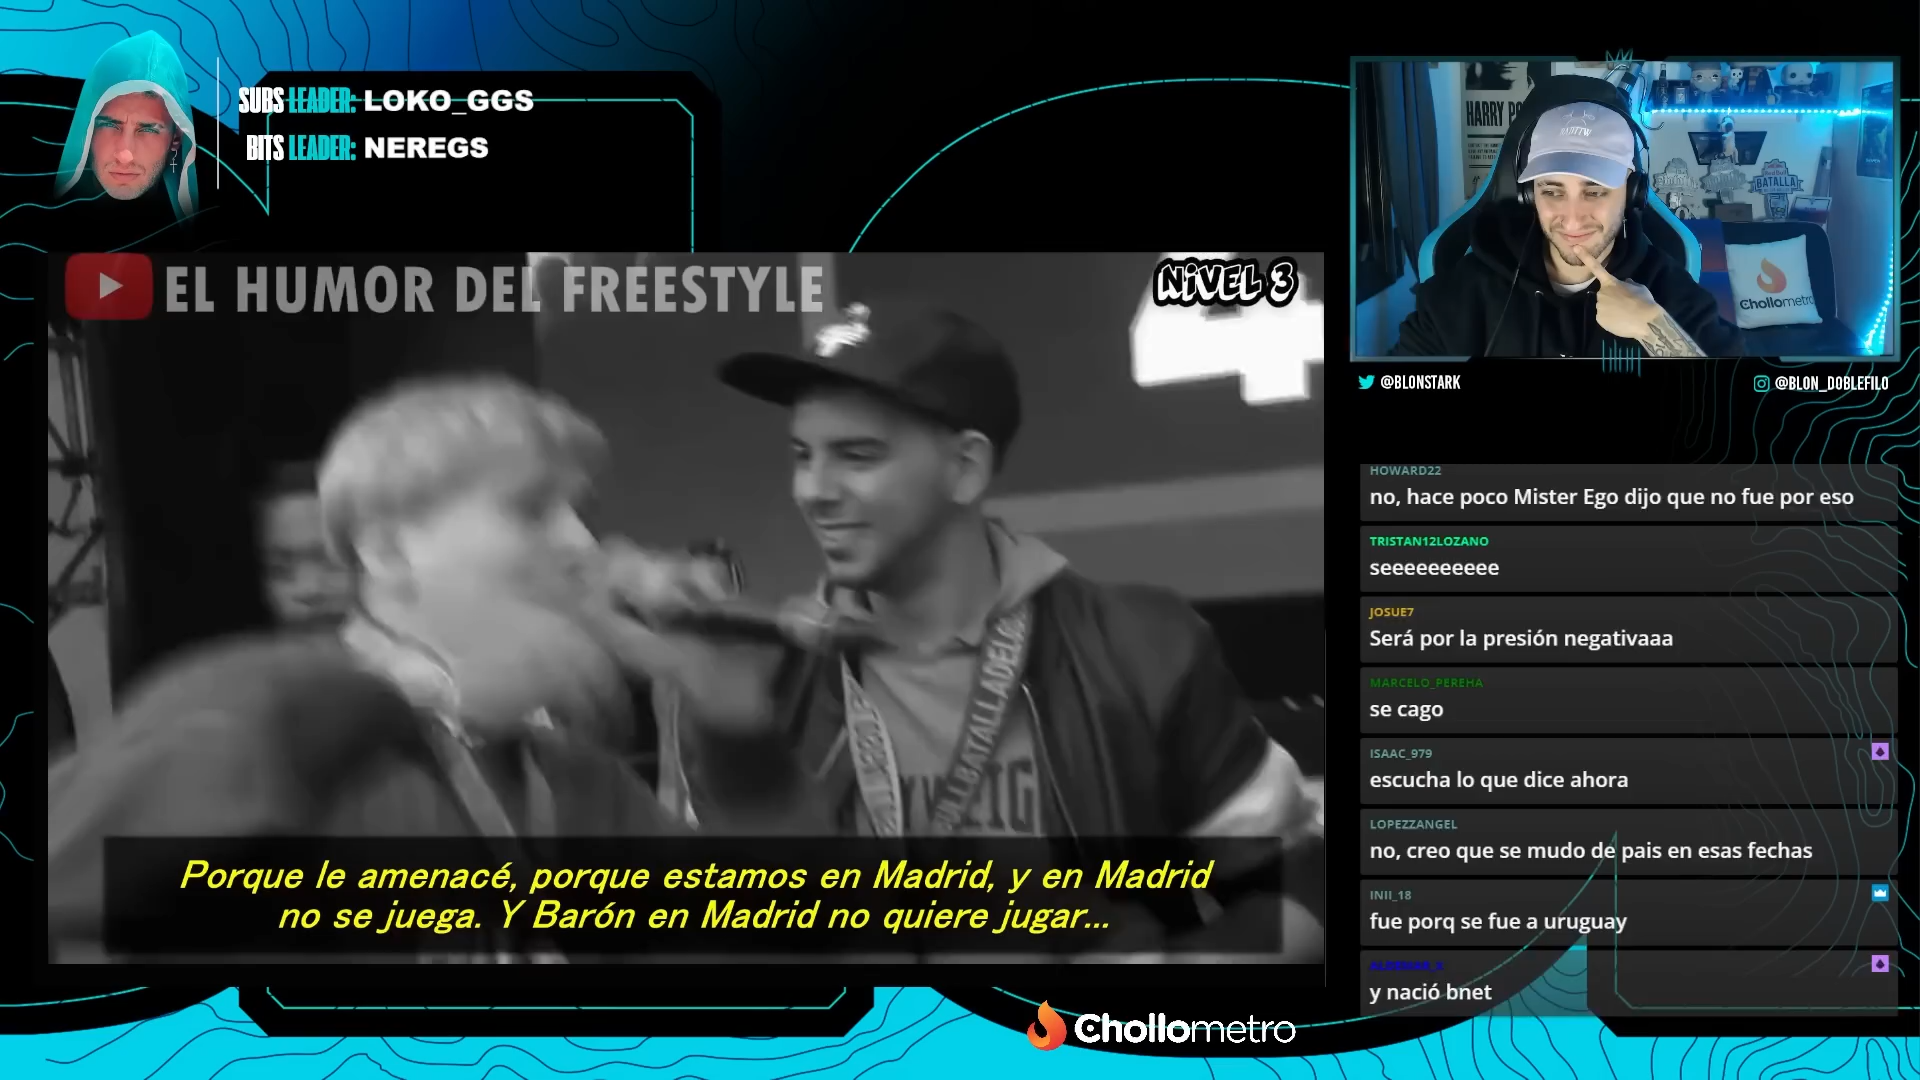 SUBS LEADER: LOKO_GGS
BITS LEADER: NEREGS
EL HUMOR DEL FREESTYLE
NIVEL 3
HARRY PO
BATALLA
Chollometro
@BLONSTARK
@BLON_DOBLEFILO
HOWARD22
no, hace poco Mister Ego dijo que no fue por eso
TRISTAN12LOZANO
seeeeeeeeee
JOSUE7
Será por la presión negativaaa
MARCELO_PEREHA
se cago
ISAAC_979
escucha lo que dice ahora
LOPEZZANGEL
no, creo que se mudo de pais en esas fechas
INII_18
fue porq se fue a uruguay
y nació bnet
Porque le amenacé, porque estamos en Madrid, y en Madrid
no se juega. Y Barón en Madrid no quiere jugar...
Chollometro